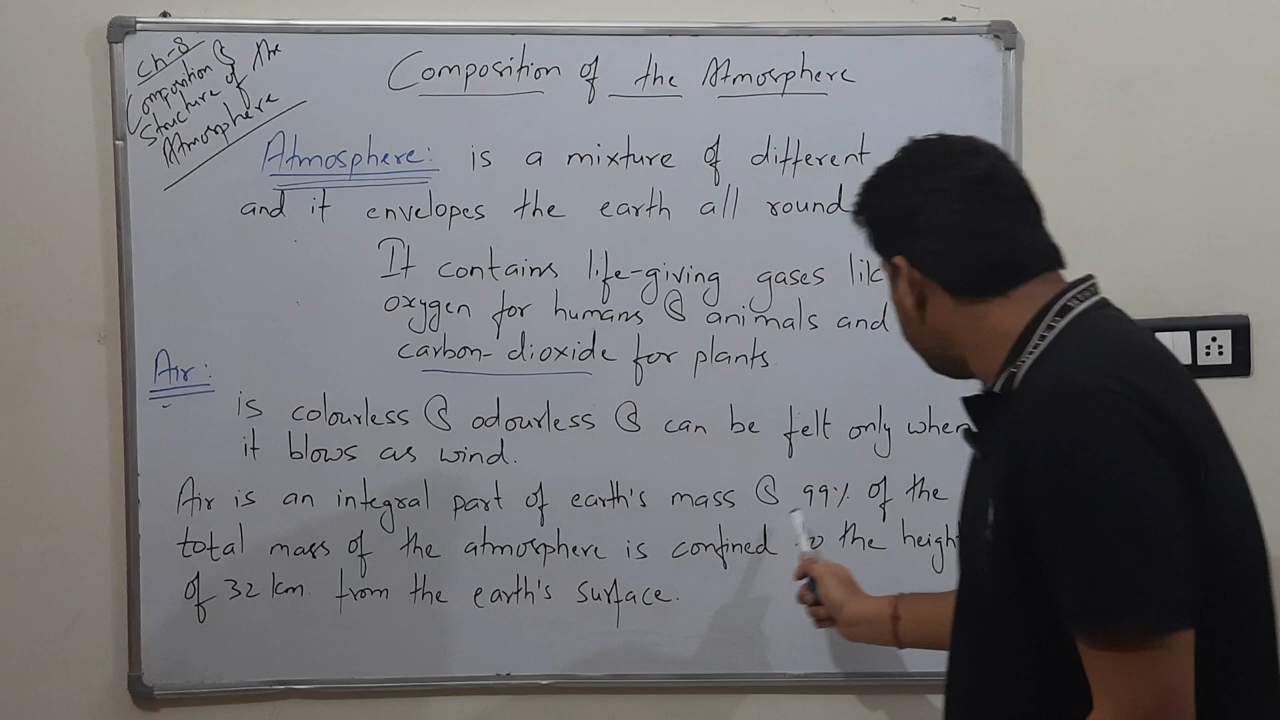 Ch-8
Composition &
Structure of the
Atmosphere
Composition of the Atmosphere
Atmosphere: is a mixture of different
and it envelopes the earth all round
It contains life-giving gases
oxygen for humans & animals and
carbon-dioxide for plants.
Air:
is colourless & odourless & can be felt only when
it blows as wind.
Air is an integral part of earth's mass & 99% of the
total mass of the atmosphere is confined to the height
of 32 km from the earth's surface.